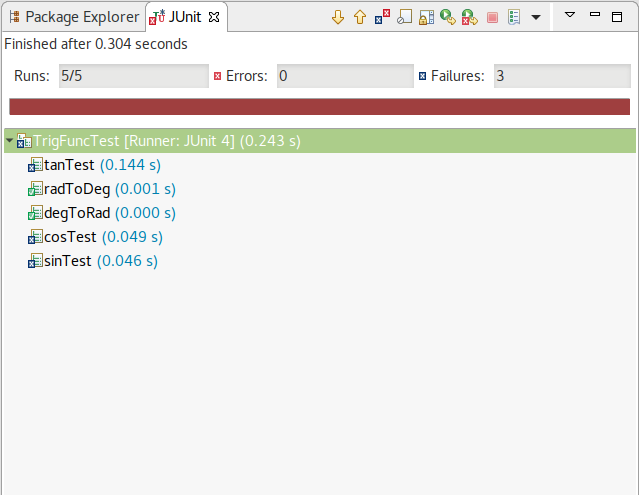 Package Explorer JUnit
Finished after 0.304 seconds
Runs: 5/5 Errors: 0 Failures: 3
TrigFuncTest [Runner: JUnit 4] (0.243 s)
tanTest (0.144 s)
radToDeg (0.001 s)
degToRad (0.000 s)
cosTest (0.049 s)
sinTest (0.046 s)